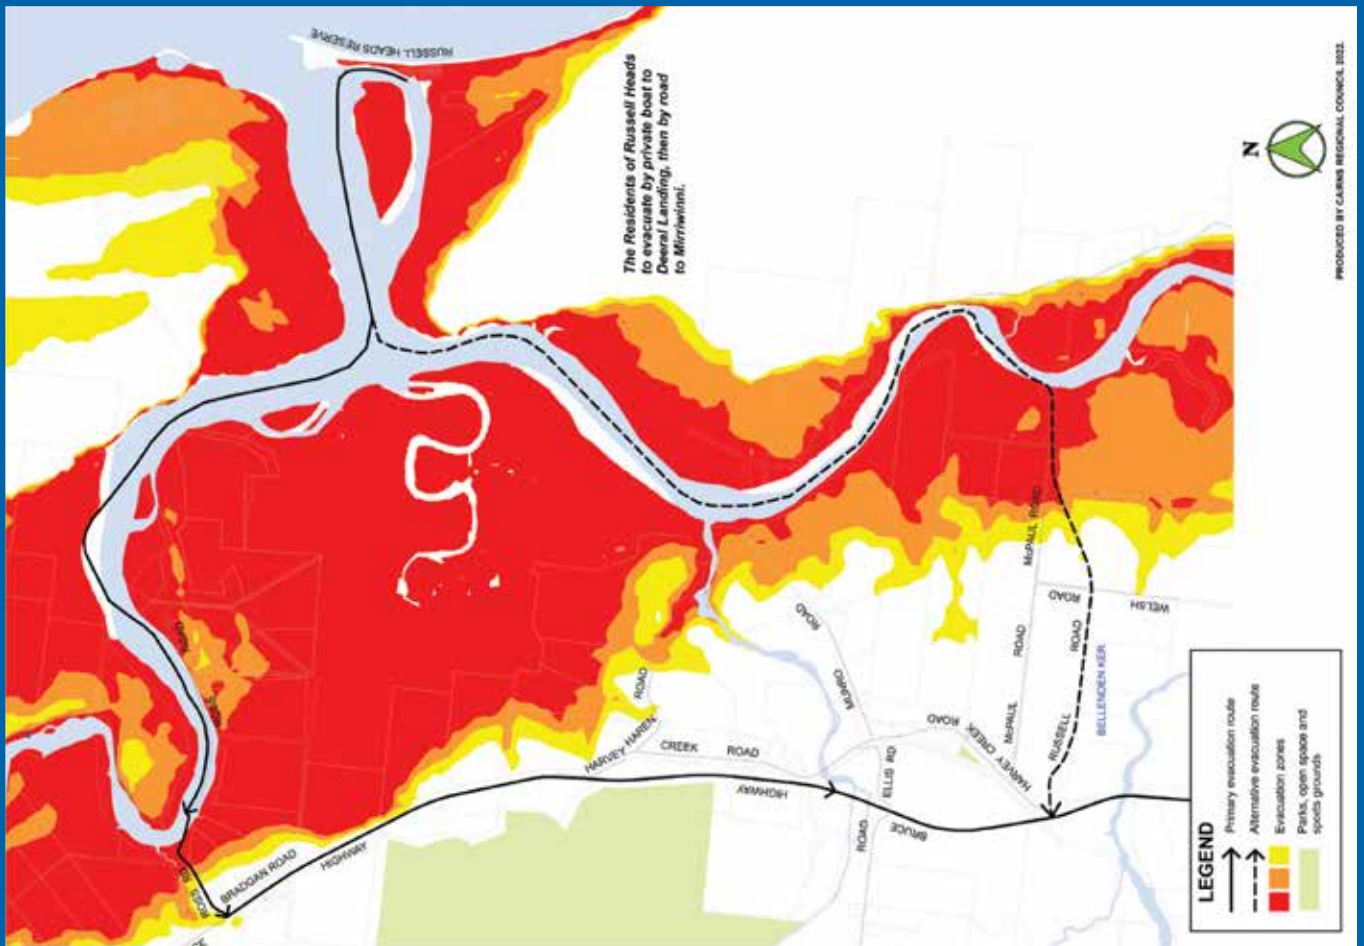 RUSSELL HEADS RESERVE
The Residents of Russell Heads
to evacuate by private boat to
Deeral Landing, then by road
to Mirriwinni.
N
PRODUCED BY CAIRNS REGIONAL COUNCIL 2022.
ROAD
ROSS RD
BRADGAN ROAD
HIGHWAY
HARVEY HAREN
ROAD
CREEK ROAD
HIGHWAY
MUNRO
ROAD
ELLIS RD
ROAD
BRUCE
HARVEY CREEK
ROAD
McPAUL ROAD
McPAUL ROAD
RUSSELL ROAD
WELSH ROAD
BELLENDEN KER
LEGEND
Primary evacuation route
Alternative evacuation route
Evacuation zones
Parks, open space and
sports grounds